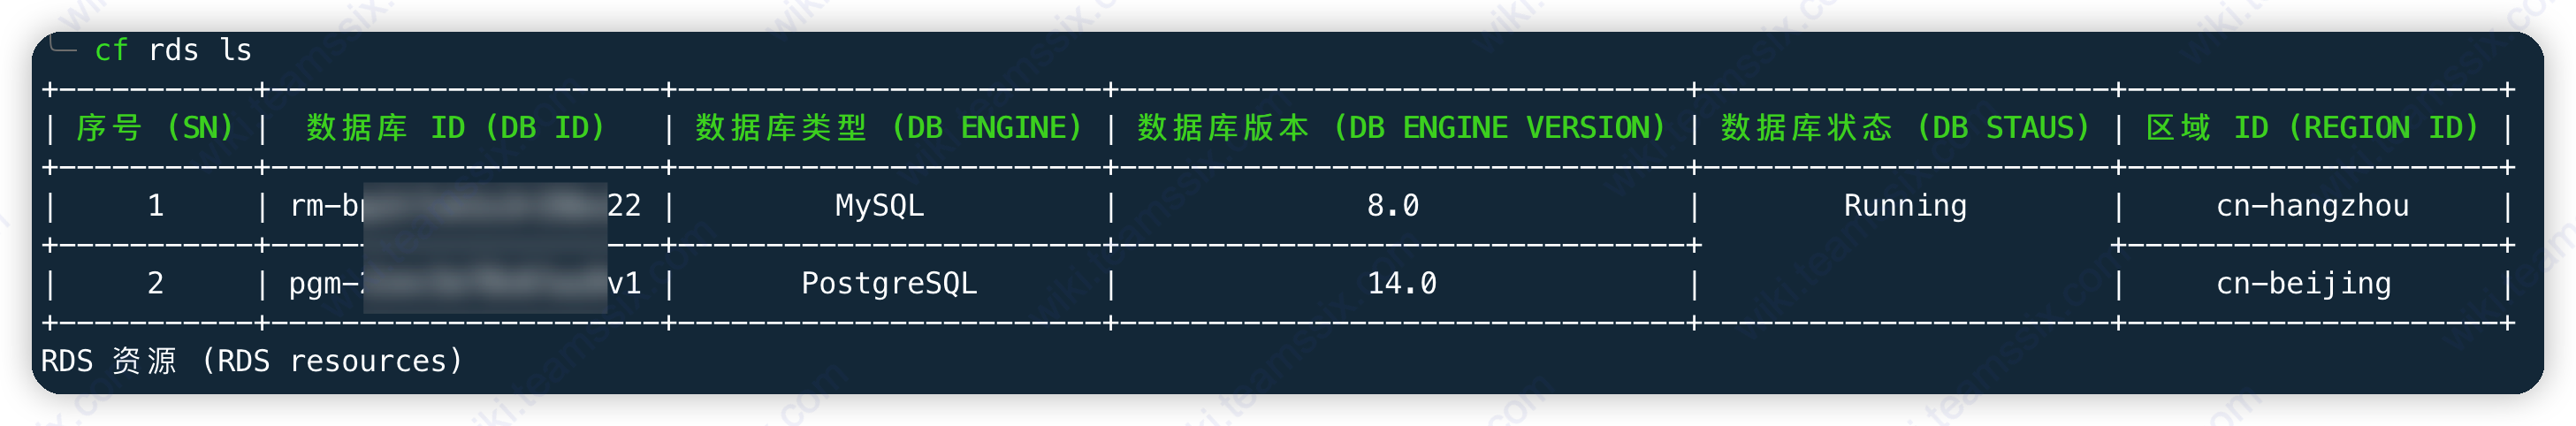 cf rds ls
+-----------+-----------------------+-------------------------+---------------------------------+------------------------+----------------------+
| 序号 (SN) | 数据库 ID (DB ID) | 数据库类型 (DB ENGINE) | 数据库版本 (DB ENGINE VERSION) | 数据库状态 (DB STAUS) | 区域 ID (REGION ID) |
+-----------+-----------------------+-------------------------+---------------------------------+------------------------+----------------------+
| 1 | rm-b 22 | MySQL | 8.0 | Running | cn-hangzhou |
+-----------+-----------------------+-------------------------+---------------------------------+ +----------------------+
| 2 | pgm- v1 | PostgreSQL | 14.0 | | cn-beijing |
+-----------+-----------------------+-------------------------+---------------------------------+------------------------+----------------------+
RDS 资源 (RDS resources)
wiki.teamssix.com